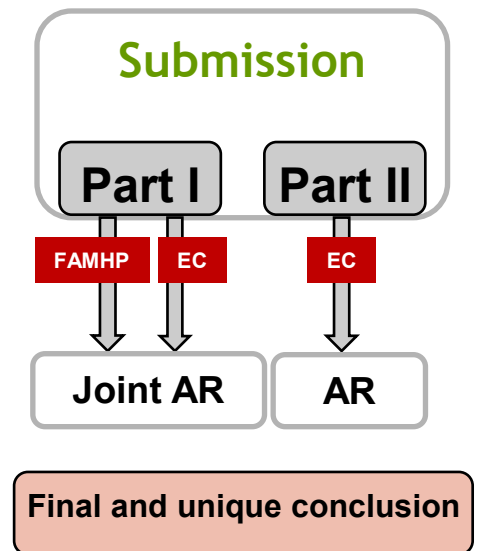 Submission
Part I
Part II
FAMHP
EC
EC
Joint AR
AR
Final and unique conclusion